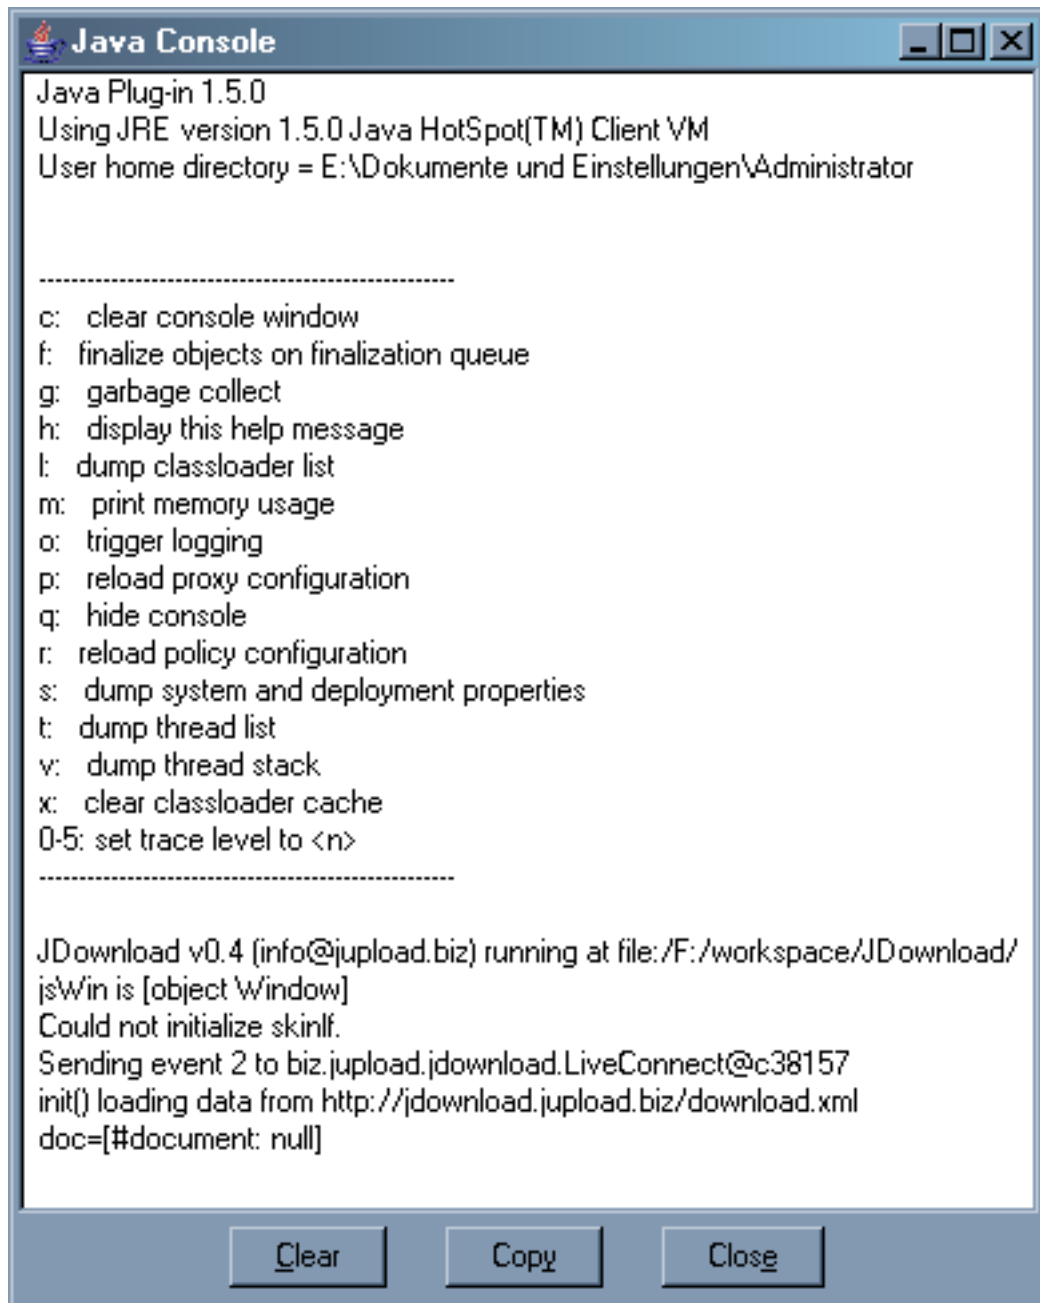 Java Console
Java Plug-in 1.5.0
Using JRE version 1.5.0 Java HotSpot(TM) Client VM
User home directory = E:\Dokumente und Einstellungen\Administrator
----------------------------------------------------
c:   clear console window
f:   finalize objects on finalization queue
g:   garbage collect
h:   display this help message
l:   dump classloader list
m:   print memory usage
o:   trigger logging
p:   reload proxy configuration
q:   hide console
r:   reload policy configuration
s:   dump system and deployment properties
t:   dump thread list
v:   dump thread stack
x:   clear classloader cache
0-5: set trace level to <n>
----------------------------------------------------
JDownload v0.4 (info@jupload.biz) running at file:/F:/workspace/JDownload/
jsWin is [object Window]
Could not initialize skinlf.
Sending event 2 to biz.jupload.jdownload.LiveConnect@c38157
init() loading data from http://jdownload.jupload.biz/download.xml
doc=[#document: null]
Clear Copy Close